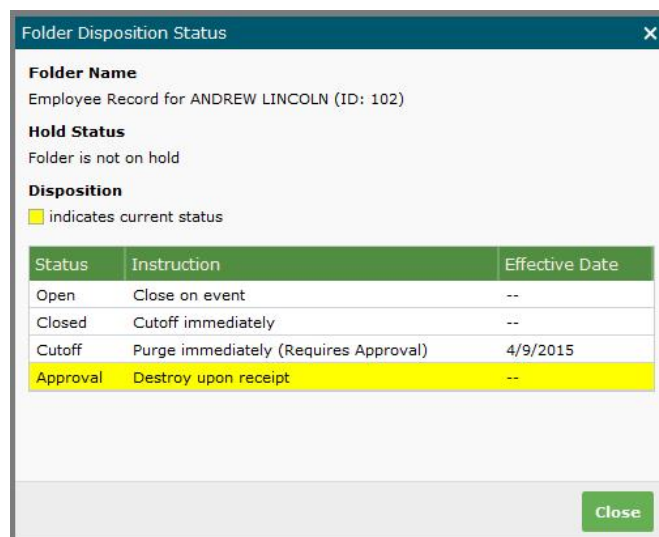 Folder Disposition Status ×
Folder Name
Employee Record for ANDREW LINCOLN (ID: 102)
Hold Status
Folder is not on hold
Disposition
indicates current status
Status Instruction Effective Date
Open Close on event --
Closed Cutoff immediately --
Cutoff Purge immediately (Requires Approval) 4/9/2015
Approval Destroy upon receipt --
Close